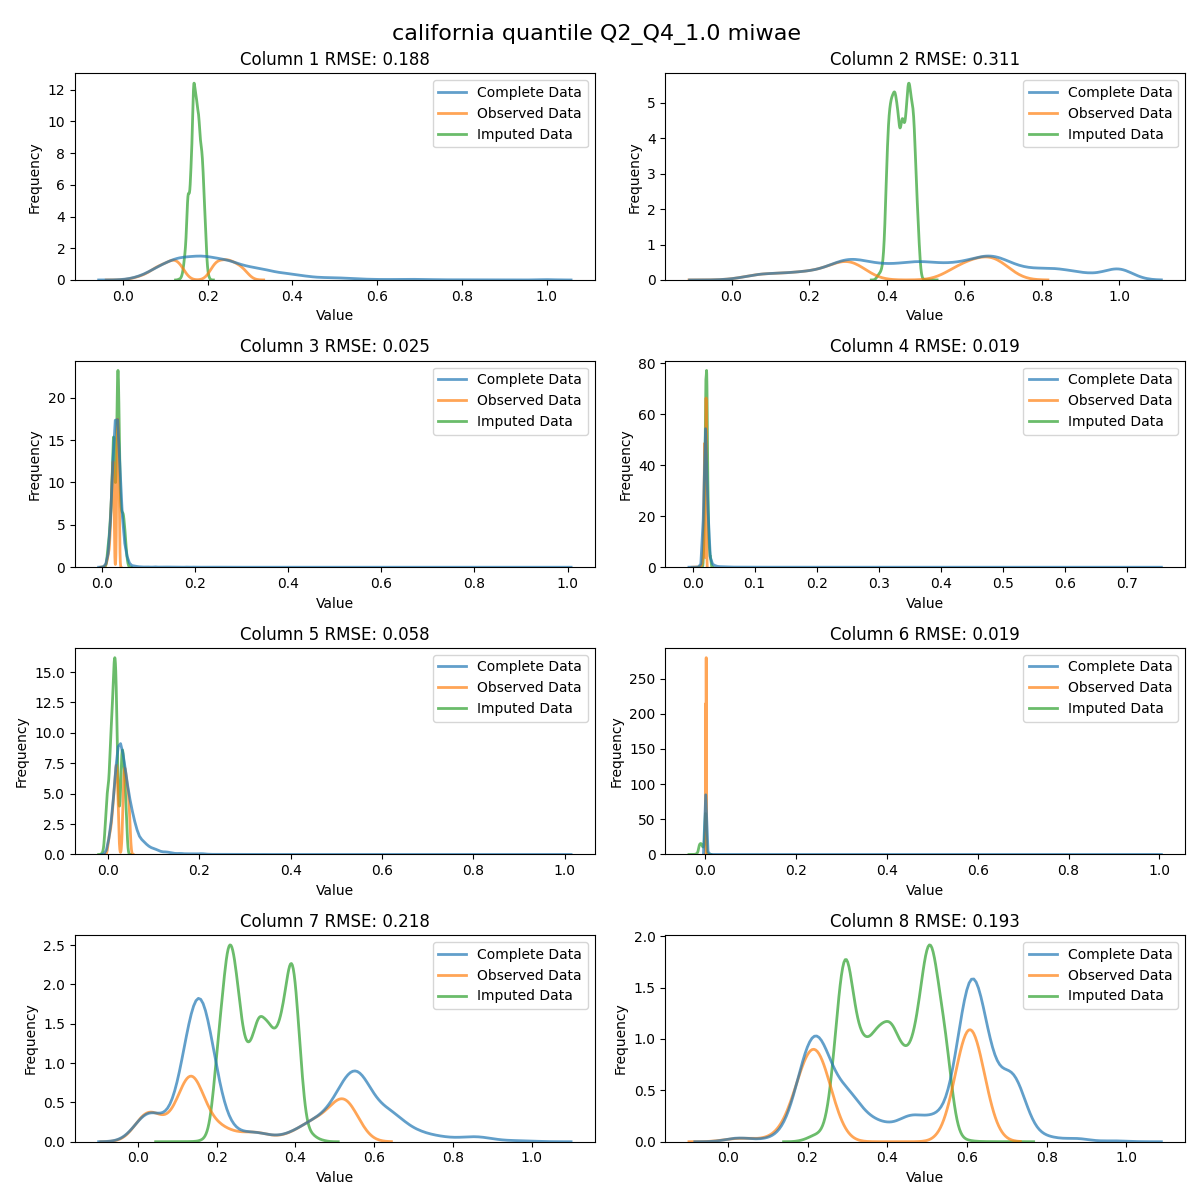 california quantile Q2_Q4_1.0 miwae
Column 1 RMSE: 0.188
Frequency
12
10
8
6
4
2
0
0.0 0.2 0.4 0.6 0.8 1.0
Value
Complete Data
Observed Data
Imputed Data
Column 2 RMSE: 0.311
Frequency
5
4
3
2
1
0
0.0 0.2 0.4 0.6 0.8 1.0
Value
Complete Data
Observed Data
Imputed Data
Column 3 RMSE: 0.025
Frequency
20
15
10
5
0
0.0 0.2 0.4 0.6 0.8 1.0
Value
Complete Data
Observed Data
Imputed Data
Column 4 RMSE: 0.019
Frequency
80
60
40
20
0
0.0 0.1 0.2 0.3 0.4 0.5 0.6 0.7
Value
Complete Data
Observed Data
Imputed Data
Column 5 RMSE: 0.058
Frequency
15.0
12.5
10.0
7.5
5.0
2.5
0.0
0.0 0.2 0.4 0.6 0.8 1.0
Value
Complete Data
Observed Data
Imputed Data
Column 6 RMSE: 0.019
Frequency
250
200
150
100
50
0
0.0 0.2 0.4 0.6 0.8 1.0
Value
Complete Data
Observed Data
Imputed Data
Column 7 RMSE: 0.218
Frequency
2.5
2.0
1.5
1.0
0.5
0.0
0.0 0.2 0.4 0.6 0.8 1.0
Value
Complete Data
Observed Data
Imputed Data
Column 8 RMSE: 0.193
Frequency
2.0
1.5
1.0
0.5
0.0
0.0 0.2 0.4 0.6 0.8 1.0
Value
Complete Data
Observed Data
Imputed Data